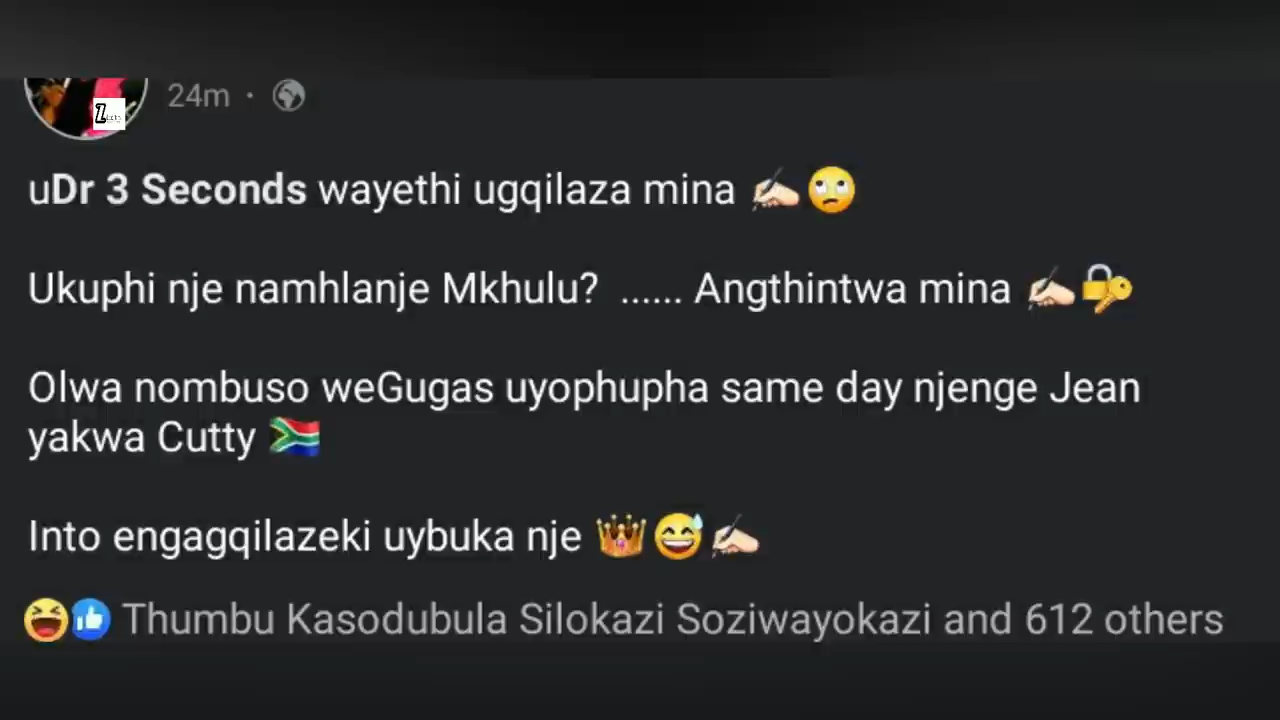 24m ·
uDr 3 Seconds wayethi ugqilaza mina ✍🏻🙄
Ukuphi nje namhlanje Mkhulu? ...... Angthintwa mina ✍🏻🔐
Olwa nombuso weGugas uyophupha same day njenge Jean
yakwa Cutty 🇿🇦
Into engagqilazeki uybuka nje 👑😅✍🏻
😆👍 Thumbu Kasodubula Silokazi Soziwayokazi and 612 others